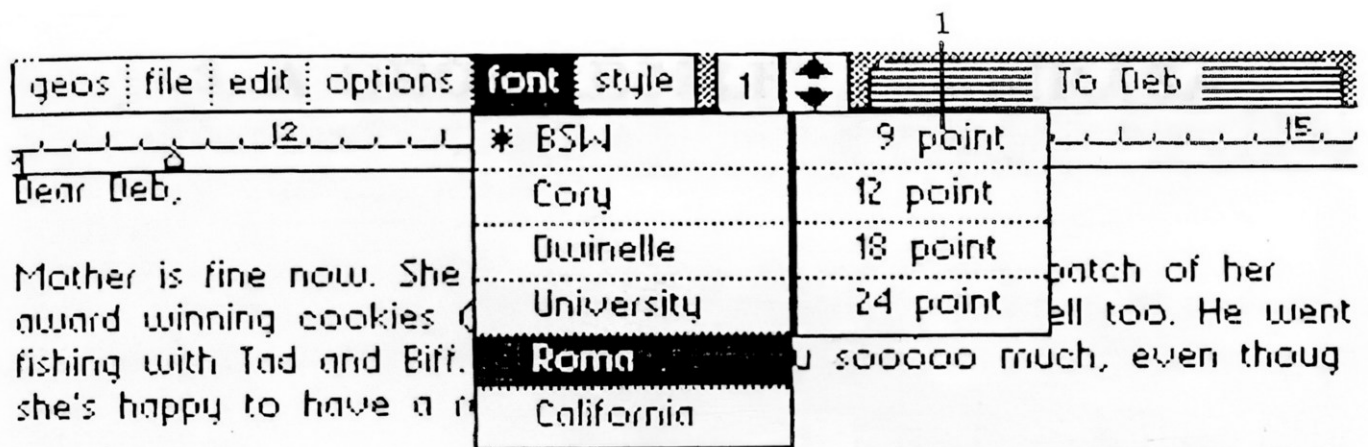 1
geos file edit options font style 1 To Deb
12 15
* BSW 9 point
Dear Deb,
Cory 12 point
Dwinelle 18 point
Mother is fine now. She batch of her
University 24 point
award winning cookies ell too. He went
Roma
fishing with Tad and Biff. u sooooo much, even thoug
she's happy to have a
California